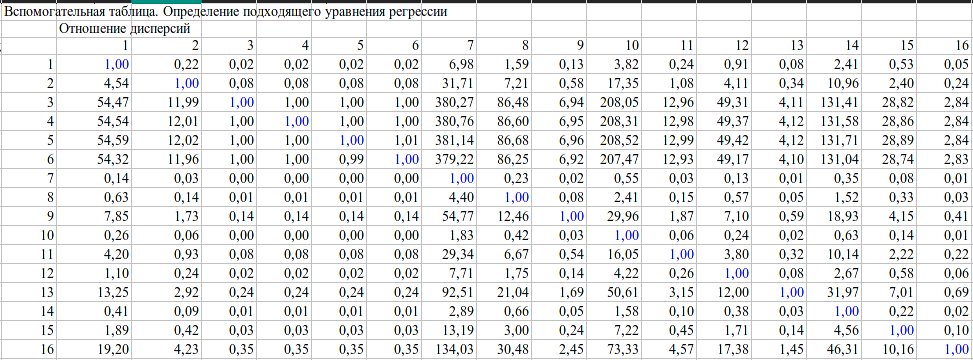 Вспомогательная таблица. Определение подходящего уравнения регрессии
Отношение дисперсий
1 2 3 4 5 6 7 8 9 10 11 12 13 14 15 16
1 1,00 0,22 0,02 0,02 0,02 0,02 6,98 1,59 0,13 3,82 0,24 0,91 0,08 2,41 0,53 0,05
2 4,54 1,00 0,08 0,08 0,08 0,08 31,71 7,21 0,58 17,35 1,08 4,11 0,34 10,96 2,40 0,24
3 54,47 11,99 1,00 1,00 1,00 1,00 380,27 86,48 6,94 208,05 12,96 49,31 4,11 131,41 28,82 2,84
4 54,54 12,01 1,00 1,00 1,00 1,00 380,76 86,60 6,95 208,31 12,98 49,37 4,12 131,58 28,86 2,84
5 54,59 12,02 1,00 1,00 1,00 1,01 381,14 86,68 6,96 208,52 12,99 49,42 4,12 131,71 28,89 2,84
6 54,32 11,96 1,00 1,00 0,99 1,00 379,22 86,25 6,92 207,47 12,93 49,17 4,10 131,04 28,74 2,83
7 0,14 0,03 0,00 0,00 0,00 0,00 1,00 0,23 0,02 0,55 0,03 0,13 0,01 0,35 0,08 0,01
8 0,63 0,14 0,01 0,01 0,01 0,01 4,40 1,00 0,08 2,41 0,15 0,57 0,05 1,52 0,33 0,03
9 7,85 1,73 0,14 0,14 0,14 0,14 54,77 12,46 1,00 29,96 1,87 7,10 0,59 18,93 4,15 0,41
10 0,26 0,06 0,00 0,00 0,00 0,00 1,83 0,42 0,03 1,00 0,06 0,24 0,02 0,63 0,14 0,01
11 4,20 0,93 0,08 0,08 0,08 0,08 29,34 6,67 0,54 16,05 1,00 3,80 0,32 10,14 2,22 0,22
12 1,10 0,24 0,02 0,02 0,02 0,02 7,71 1,75 0,14 4,22 0,26 1,00 0,08 2,67 0,58 0,06
13 13,25 2,92 0,24 0,24 0,24 0,24 92,51 21,04 1,69 50,61 3,15 12,00 1,00 31,97 7,01 0,69
14 0,41 0,09 0,01 0,01 0,01 0,01 2,89 0,66 0,05 1,58 0,10 0,38 0,03 1,00 0,22 0,02
15 1,89 0,42 0,03 0,03 0,03 0,03 13,19 3,00 0,24 7,22 0,45 1,71 0,14 4,56 1,00 0,10
16 19,20 4,23 0,35 0,35 0,35 0,35 134,03 30,48 2,45 73,33 4,57 17,38 1,45 46,31 10,16 1,00